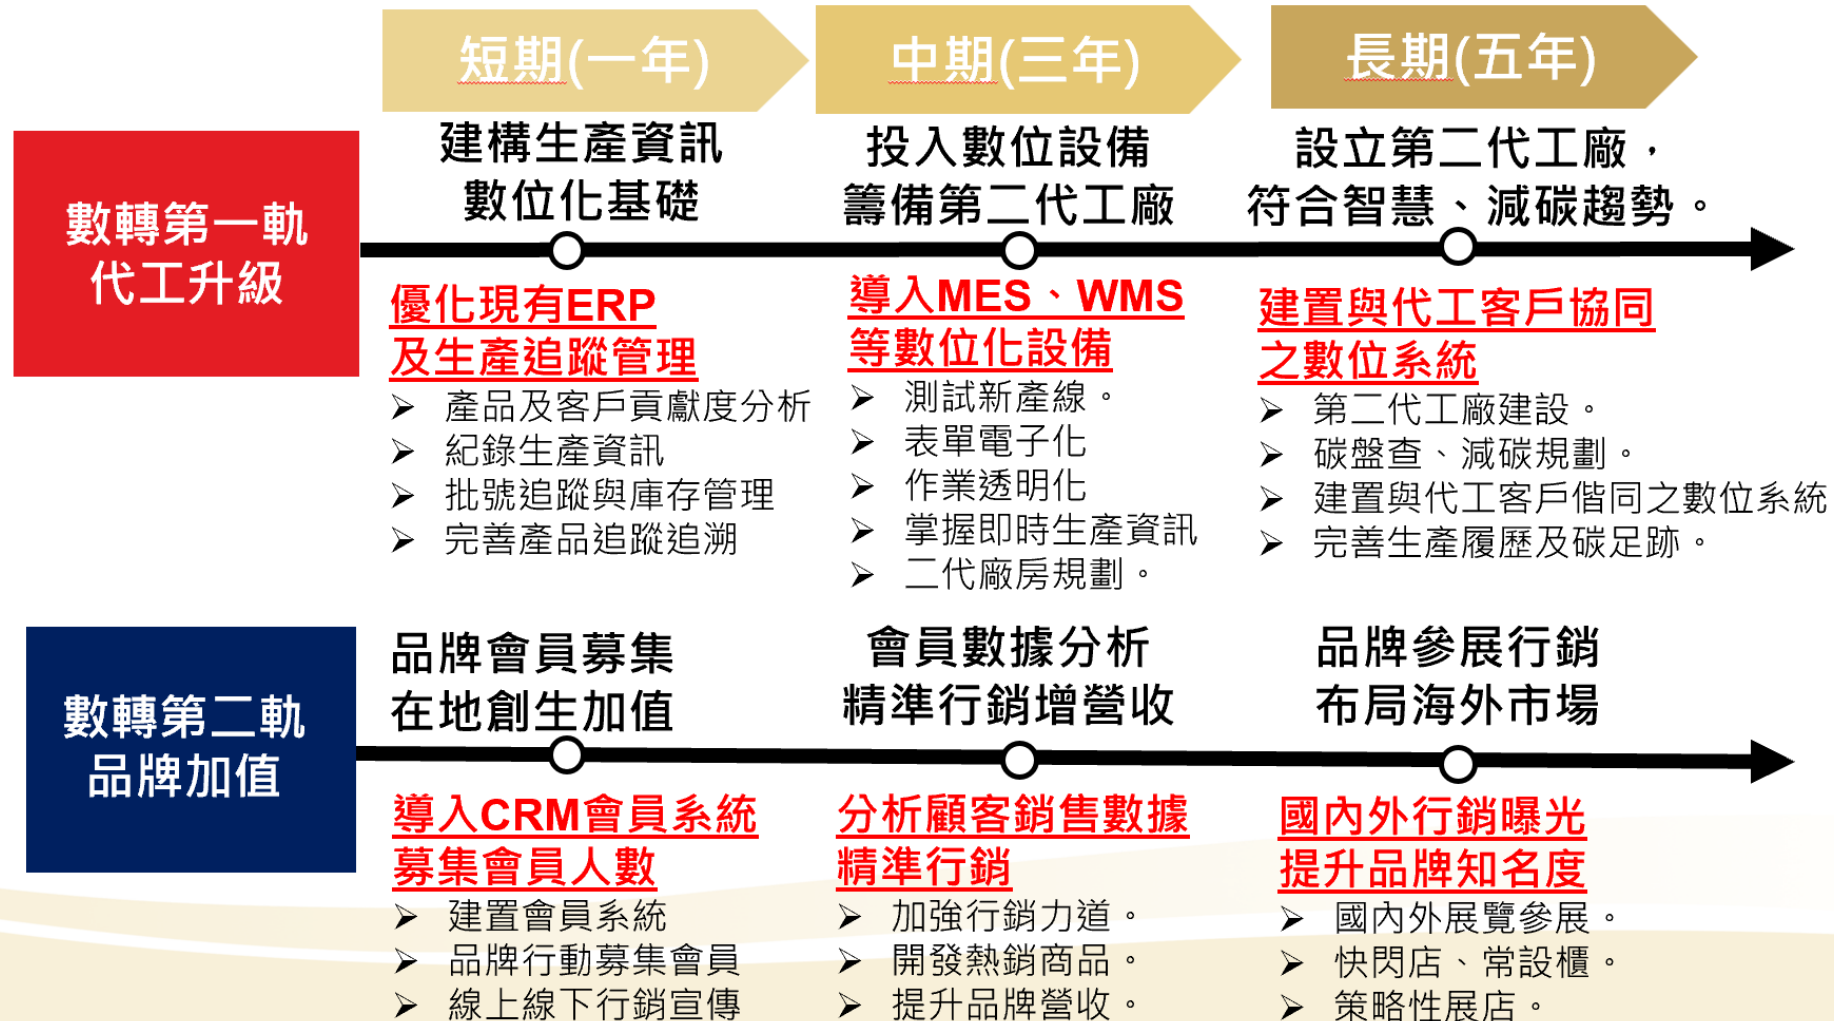 短期(一年)
中期(三年)
長期(五年)
數轉第一軌
代工升級
建構生產資訊
數位化基礎
優化現有ERP
及生產追蹤管理
產品及客戶貢獻度分析
紀錄生產資訊
批號追蹤與庫存管理
完善產品追蹤追溯
投入數位設備
籌備第二代工廠
導入MES、WMS
等數位化設備
測試新產線。
表單電子化
作業透明化
掌握即時生產資訊
二代廠房規劃。
設立第二代工廠，
符合智慧、減碳趨勢。
建置與代工客戶協同
之數位系統
第二代工廠建設。
碳盤查、減碳規劃。
建置與代工客戶偕同之數位系統
完善生產履歷及碳足跡。
數轉第二軌
品牌加值
品牌會員募集
在地創生加值
導入CRM會員系統
募集會員人數
建置會員系統
品牌行動募集會員
線上線下行銷宣傳
會員數據分析
精準行銷增營收
分析顧客銷售數據
精準行銷
加強行銷力道。
開發熱銷商品。
提升品牌營收。
品牌參展行銷
布局海外市場
國內外行銷曝光
提升品牌知名度
國內外展覽參展。
快閃店、常設櫃。
策略性展店。